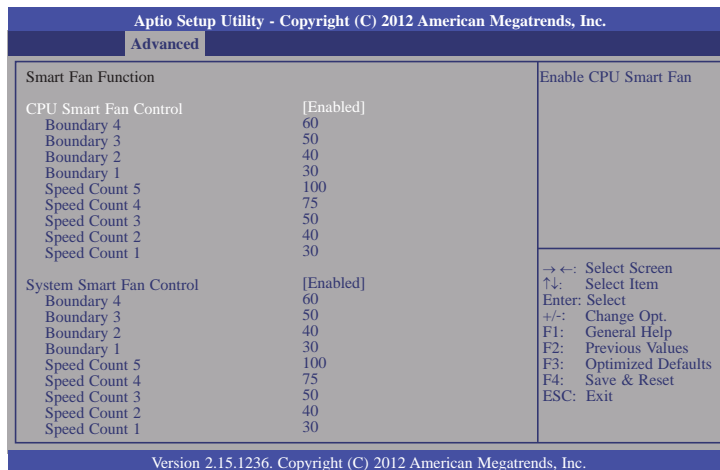 Aptio Setup Utility - Copyright (C) 2012 American Megatrends, Inc.
Advanced
Smart Fan Function
CPU Smart Fan Control [Enabled]
Boundary 4 60
Boundary 3 50
Boundary 2 40
Boundary 1 30
Speed Count 5 100
Speed Count 4 75
Speed Count 3 50
Speed Count 2 40
Speed Count 1 30
System Smart Fan Control [Enabled]
Boundary 4 60
Boundary 3 50
Boundary 2 40
Boundary 1 30
Speed Count 5 100
Speed Count 4 75
Speed Count 3 50
Speed Count 2 40
Speed Count 1 30
Enable CPU Smart Fan
→ ←: Select Screen
↑↓: Select Item
Enter: Select
+/-: Change Opt.
F1: General Help
F2: Previous Values
F3: Optimized Defaults
F4: Save & Reset
ESC: Exit
Version 2.15.1236. Copyright (C) 2012 American Megatrends, Inc.